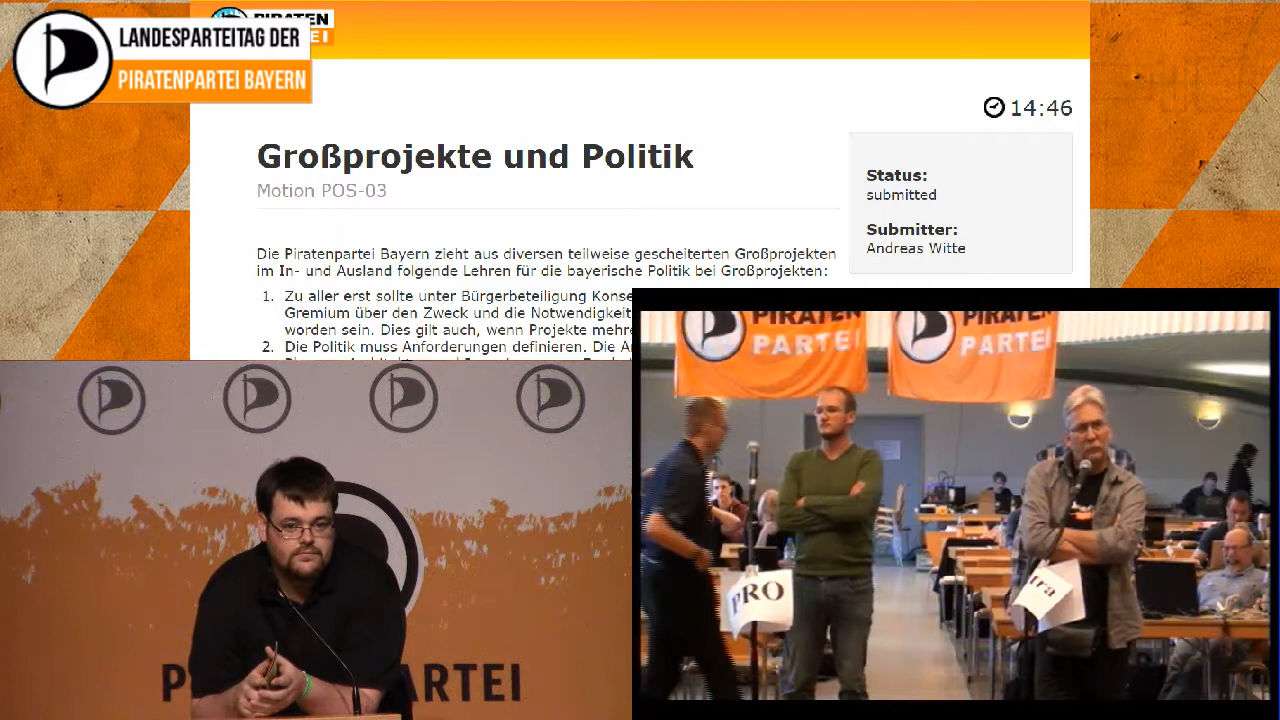 LANDESPARTEITAG DER
PIRATENPARTEI BAYERN
PIRATEN
14:46
Großprojekte und Politik
Motion POS-03
Status:
submitted
Submitter:
Andreas Witte
Die Piratenpartei Bayern zieht aus diversen teilweise gescheiterten Großprojekten
im In- und Ausland folgende Lehren für die bayerische Politik bei Großprojekten:
1. Zu aller erst sollte unter Bürgerbeteiligung Konse
Gremium über den Zweck und die Notwendigkeit
worden sein. Dies gilt auch, wenn Projekte mehre
2. Die Politik muss Anforderungen definieren. Die
PIRATEN
PARTEI
PIRATEN
PARTEI
PRO
tra
P ARTEI